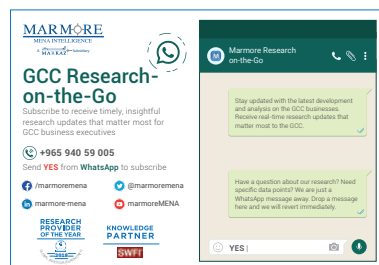 MARMORE
MENA INTELLIGENCE
A MARKAZ Subsidiary
GCC Research-
on-the-Go
Subscribe to receive timely, insightful
research updates that matter most for
GCC business executives
+965 940 59 005
Send YES from WhatsApp to subscribe
/marmoremena
@marmoremena
marmore-mena
marmoreMENA
RESEARCH
PROVIDER
OF THE YEAR
2018
KNOWLEDGE
PARTNER
SWFI
M
Marmore Research
on-the-Go
Stay updated with the latest development
and analysis on the GCC businesses.
Receive real-time research updates that
matter most to the GCC.
Have a question about our research? Need
specific data points? We are just a
WhatsApp message away. Drop a message
here and we will revert immediately.
YES |